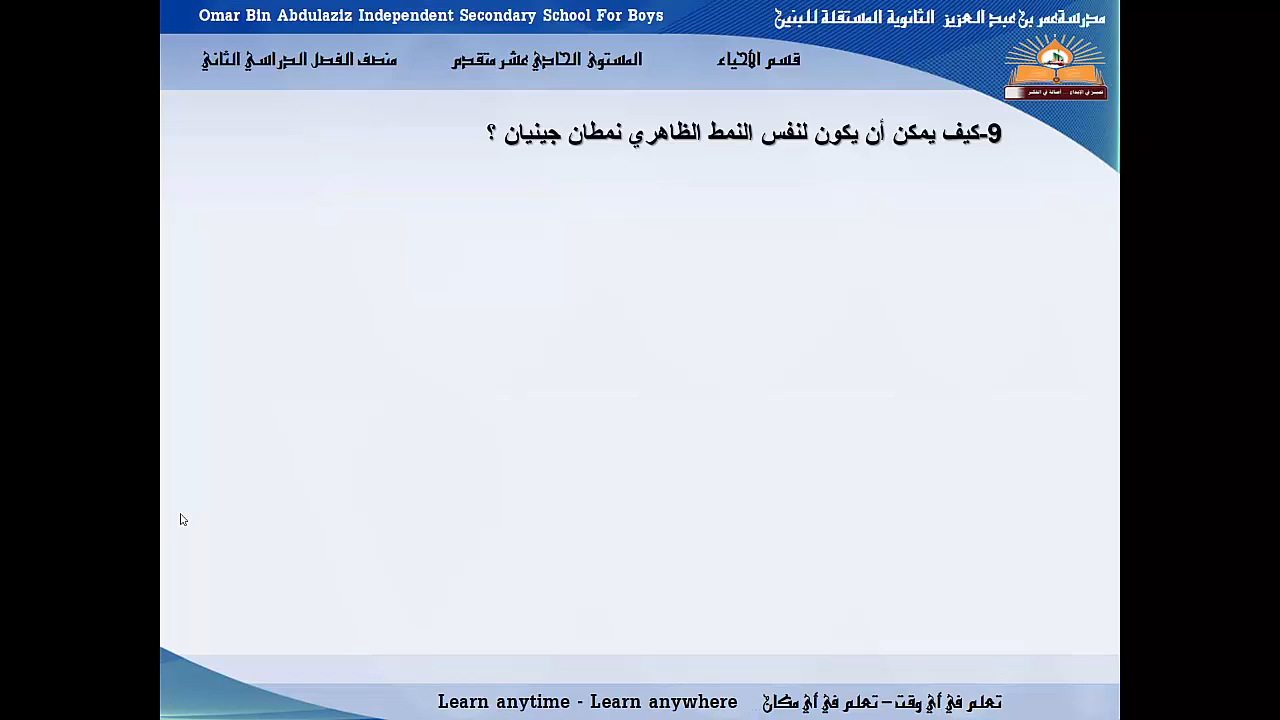 Omar Bin Abdulaziz Independent Secondary School For Boys
مدرسة عمر بن عبد العزيز الثانوية المستقلة للبنين
قسم الأحياء
المستوى الحادي عشر متقدم
منصف الفصل الدراسي الثاني
9-كيف يمكن أن يكون لنفس النمط الظاهري نمطان جينيان ؟
تعلم في أي وقت – تعلم في أي مكان
Learn anytime - Learn anywhere